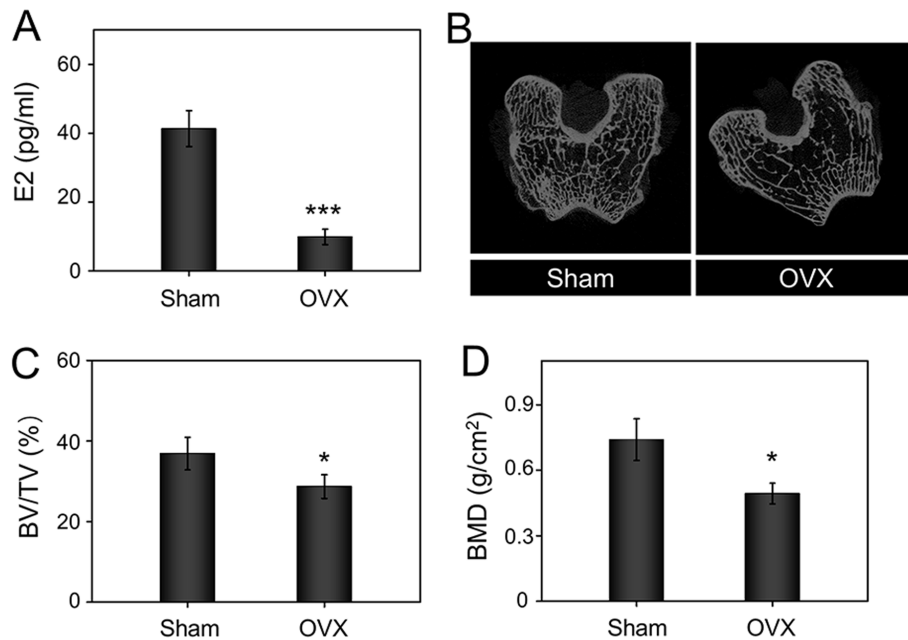 A
E2 (pg/ml)
60
40
20
0
***
Sham OVX
B
Sham OVX
C
BV/TV (%)
60
40
20
0
*
Sham OVX
D
BMD (g/cm²)
0.9
0.6
0.3
0
*
Sham OVX